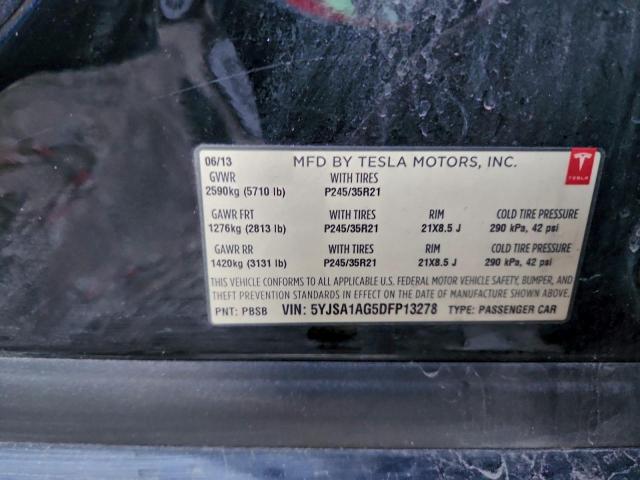 06/13 MFD BY TESLA MOTORS, INC.
GVWR WITH TIRES
2590kg (5710 lb) P245/35R21
TESLA
GAWR FRT WITH TIRES RIM COLD TIRE PRESSURE
1276kg (2813 lb) P245/35R21 21X8.5 J 290 kPa, 42 psi
GAWR RR WITH TIRES RIM COLD TIRE PRESSURE
1420kg (3131 lb) P245/35R21 21X8.5 J 290 kPa, 42 psi
THIS VEHICLE CONFORMS TO ALL APPLICABLE U.S. FEDERAL MOTOR VEHICLE SAFETY, BUMPER, AND
THEFT PREVENTION STANDARDS IN EFFECT ON THE DATE OF MANUFACTURE SHOWN ABOVE.
PNT: PBSB VIN: 5YJSA1AG5DFP13278 TYPE: PASSENGER CAR